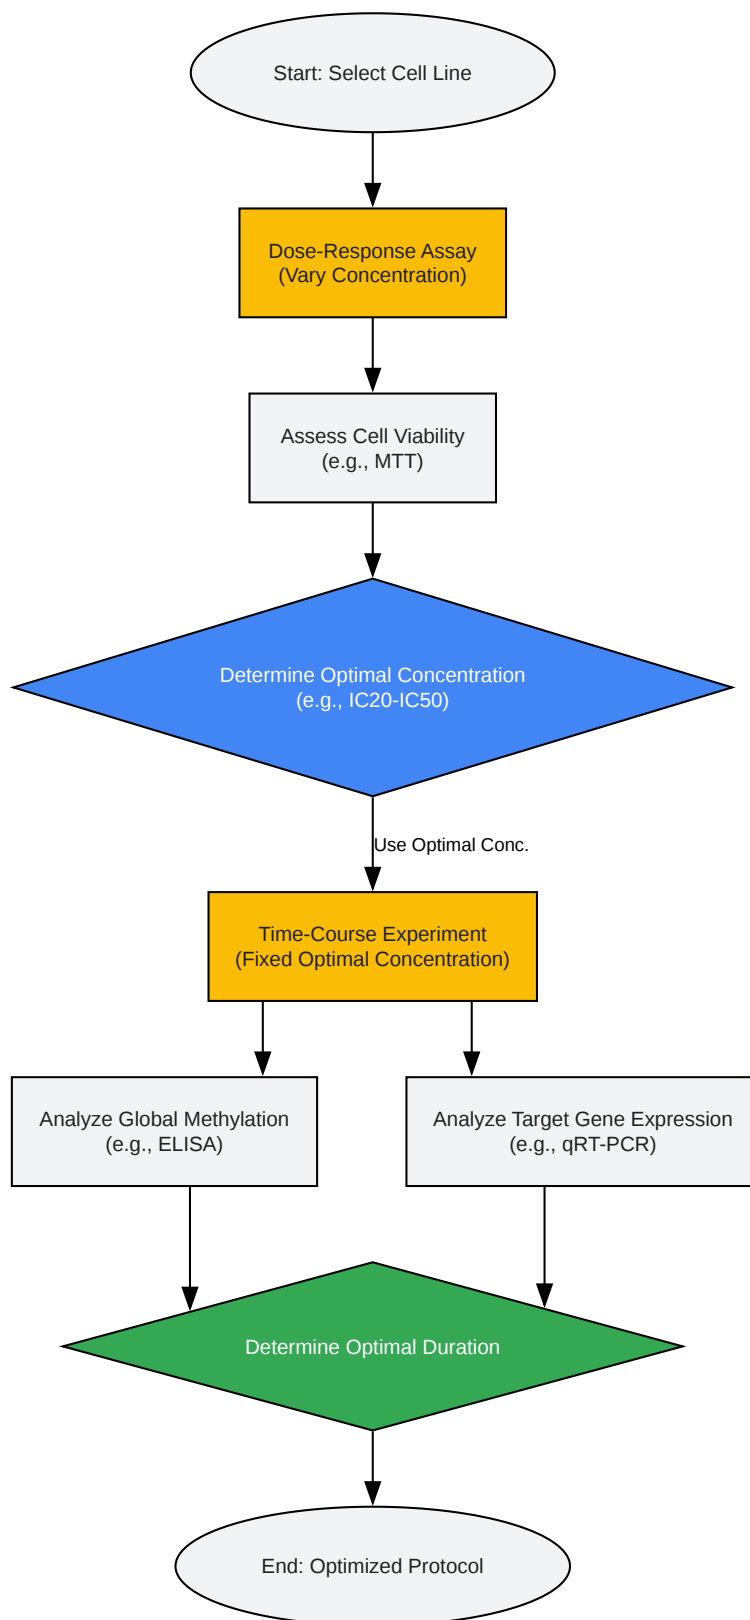 Start: Select Cell Line
Dose-Response Assay
(Vary Concentration)
Assess Cell Viability
(e.g., MTT)
Determine Optimal Concentration
(e.g., IC20-IC50)
Use Optimal Conc.
Time-Course Experiment
(Fixed Optimal Concentration)
Analyze Global Methylation
(e.g., ELISA)
Analyze Target Gene Expression
(e.g., qRT-PCR)
Determine Optimal Duration
End: Optimized Protocol